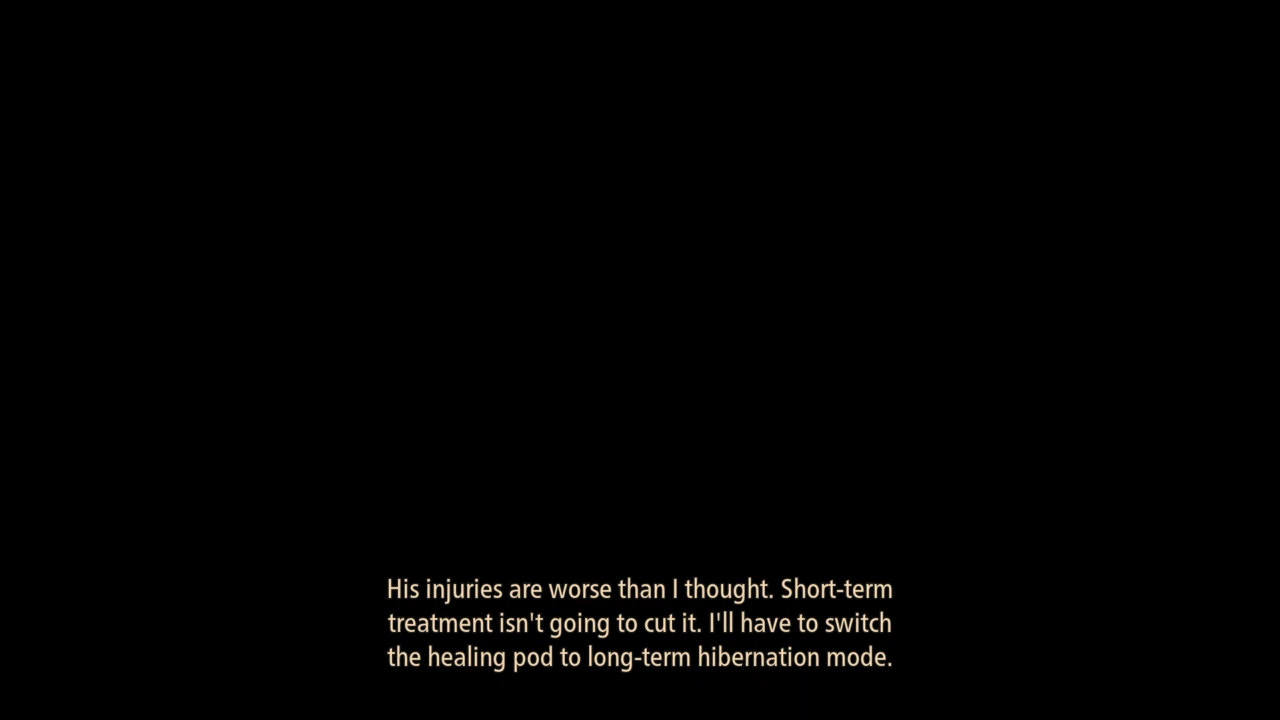 His injuries are worse than I thought. Short-term
treatment isn't going to cut it. I'll have to switch
the healing pod to long-term hibernation mode.